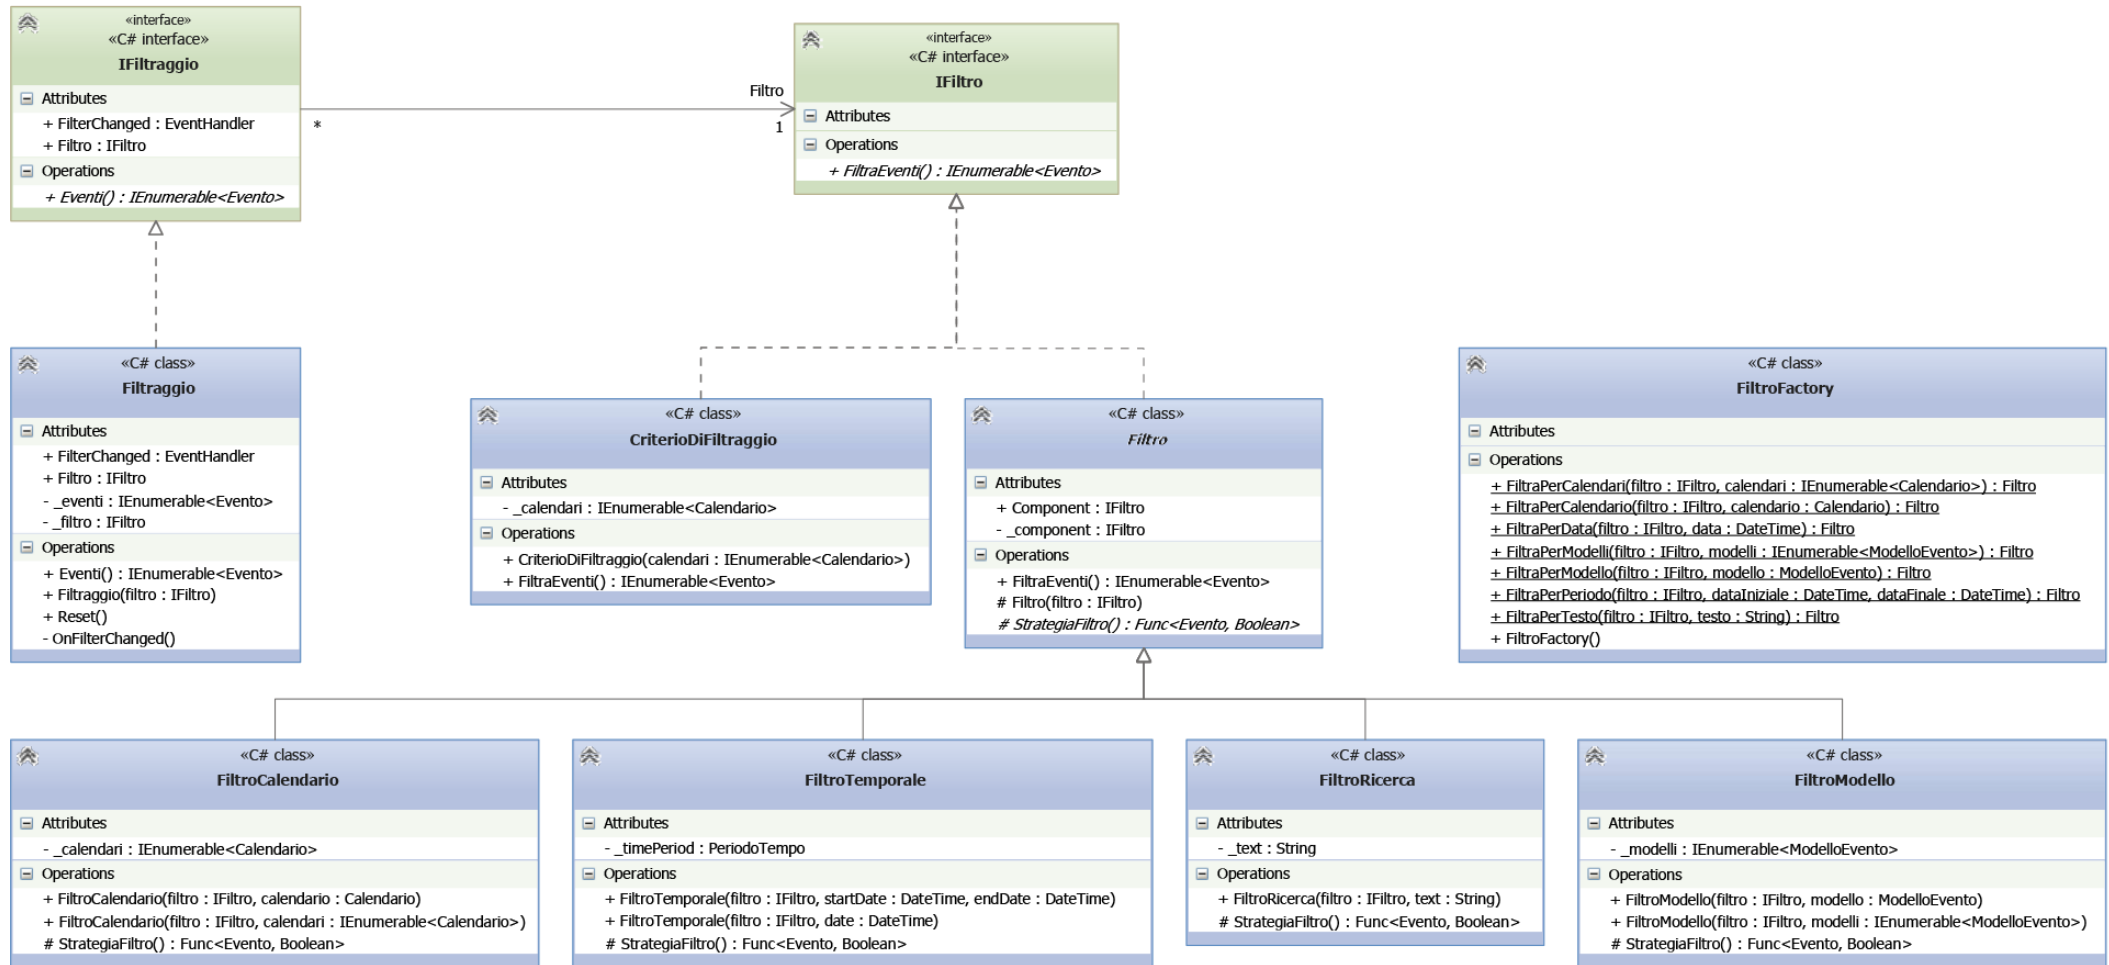 «interface»
«C# interface»
IFiltraggio
Attributes
+ FilterChanged : EventHandler
+ Filtro : IFiltro
Operations
+ Eventi() : IEnumerable<Evento>
Filtro
*
1
«interface»
«C# interface»
IFiltro
Attributes
Operations
+ FiltraEventi() : IEnumerable<Evento>
«C# class»
Filtraggio
Attributes
+ FilterChanged : EventHandler
+ Filtro : IFiltro
- _eventi : IEnumerable<Evento>
- _filtro : IFiltro
Operations
+ Eventi() : IEnumerable<Evento>
+ Filtraggio(filtro : IFiltro)
+ Reset()
- OnFilterChanged()
«C# class»
CriterioDiFiltraggio
Attributes
- _calendari : IEnumerable<Calendario>
Operations
+ CriterioDiFiltraggio(calendari : IEnumerable<Calendario>)
+ FiltraEventi() : IEnumerable<Evento>
«C# class»
Filtro
Attributes
+ Component : IFiltro
- _component : IFiltro
Operations
+ FiltraEventi() : IEnumerable<Evento>
# Filtro(filtro : IFiltro)
# StrategiaFiltro() : Func<Evento, Boolean>
«C# class»
FiltroFactory
Attributes
Operations
+ FiltraPerCalendari(filtro : IFiltro, calendari : IEnumerable<Calendario>) : Filtro
+ FiltraPerCalendario(filtro : IFiltro, calendario : Calendario) : Filtro
+ FiltraPerData(filtro : IFiltro, data : DateTime) : Filtro
+ FiltraPerModelli(filtro : IFiltro, modelli : IEnumerable<ModelloEvento>) : Filtro
+ FiltraPerModello(filtro : IFiltro, modello : ModelloEvento) : Filtro
+ FiltraPerPeriodo(filtro : IFiltro, dataIniziale : DateTime, dataFinale : DateTime) : Filtro
+ FiltraPerTesto(filtro : IFiltro, testo : String) : Filtro
+ FiltroFactory()
«C# class»
FiltroCalendario
Attributes
- _calendari : IEnumerable<Calendario>
Operations
+ FiltroCalendario(filtro : IFiltro, calendario : Calendario)
+ FiltroCalendario(filtro : IFiltro, calendari : IEnumerable<Calendario>)
# StrategiaFiltro() : Func<Evento, Boolean>
«C# class»
FiltroTemporale
Attributes
- _timePeriod : PeriodoTempo
Operations
+ FiltroTemporale(filtro : IFiltro, startDate : DateTime, endDate : DateTime)
+ FiltroTemporale(filtro : IFiltro, date : DateTime)
# StrategiaFiltro() : Func<Evento, Boolean>
«C# class»
FiltroRicerca
Attributes
- _text : String
Operations
+ FiltroRicerca(filtro : IFiltro, text : String)
# StrategiaFiltro() : Func<Evento, Boolean>
«C# class»
FiltroModello
Attributes
- _modelli : IEnumerable<ModelloEvento>
Operations
+ FiltroModello(filtro : IFiltro, modello : ModelloEvento)
+ FiltroModello(filtro : IFiltro, modelli : IEnumerable<ModelloEvento>)
# StrategiaFiltro() : Func<Evento, Boolean>